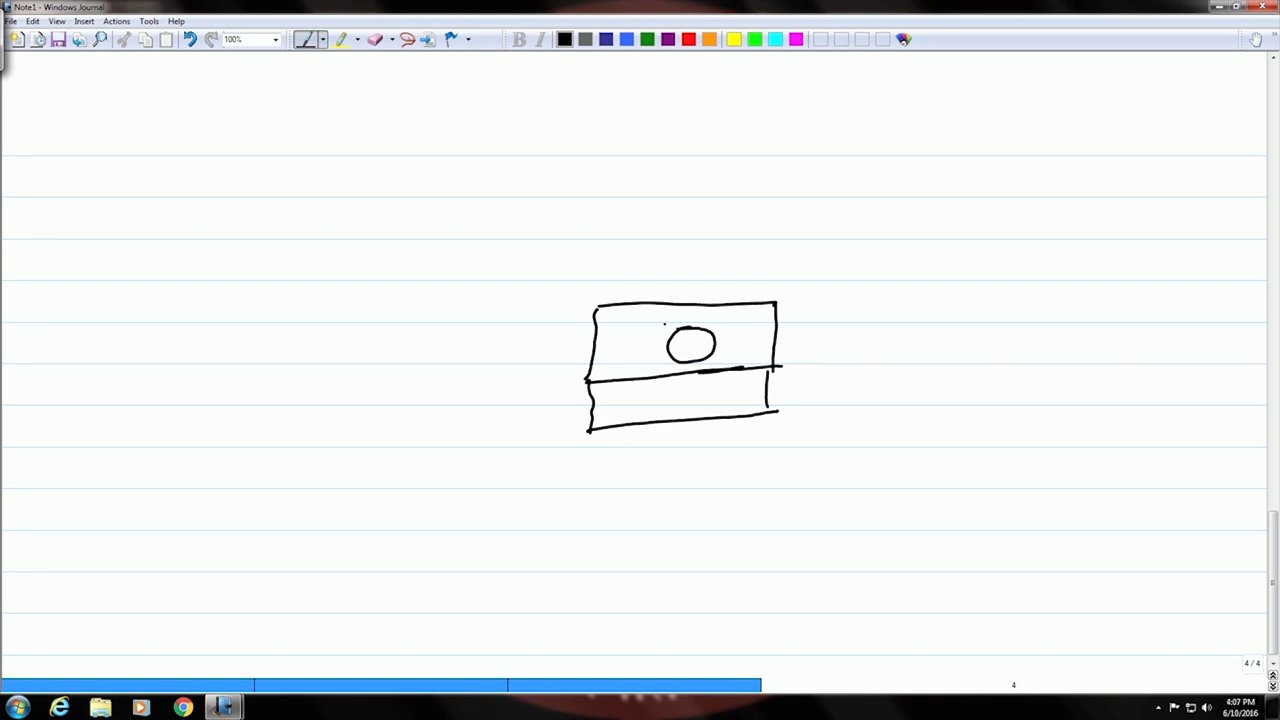 Note1 - Windows Journal
File Edit View Insert Actions Tools Help
100% B I
4 / 4
4
4:07 PM
6/10/2016